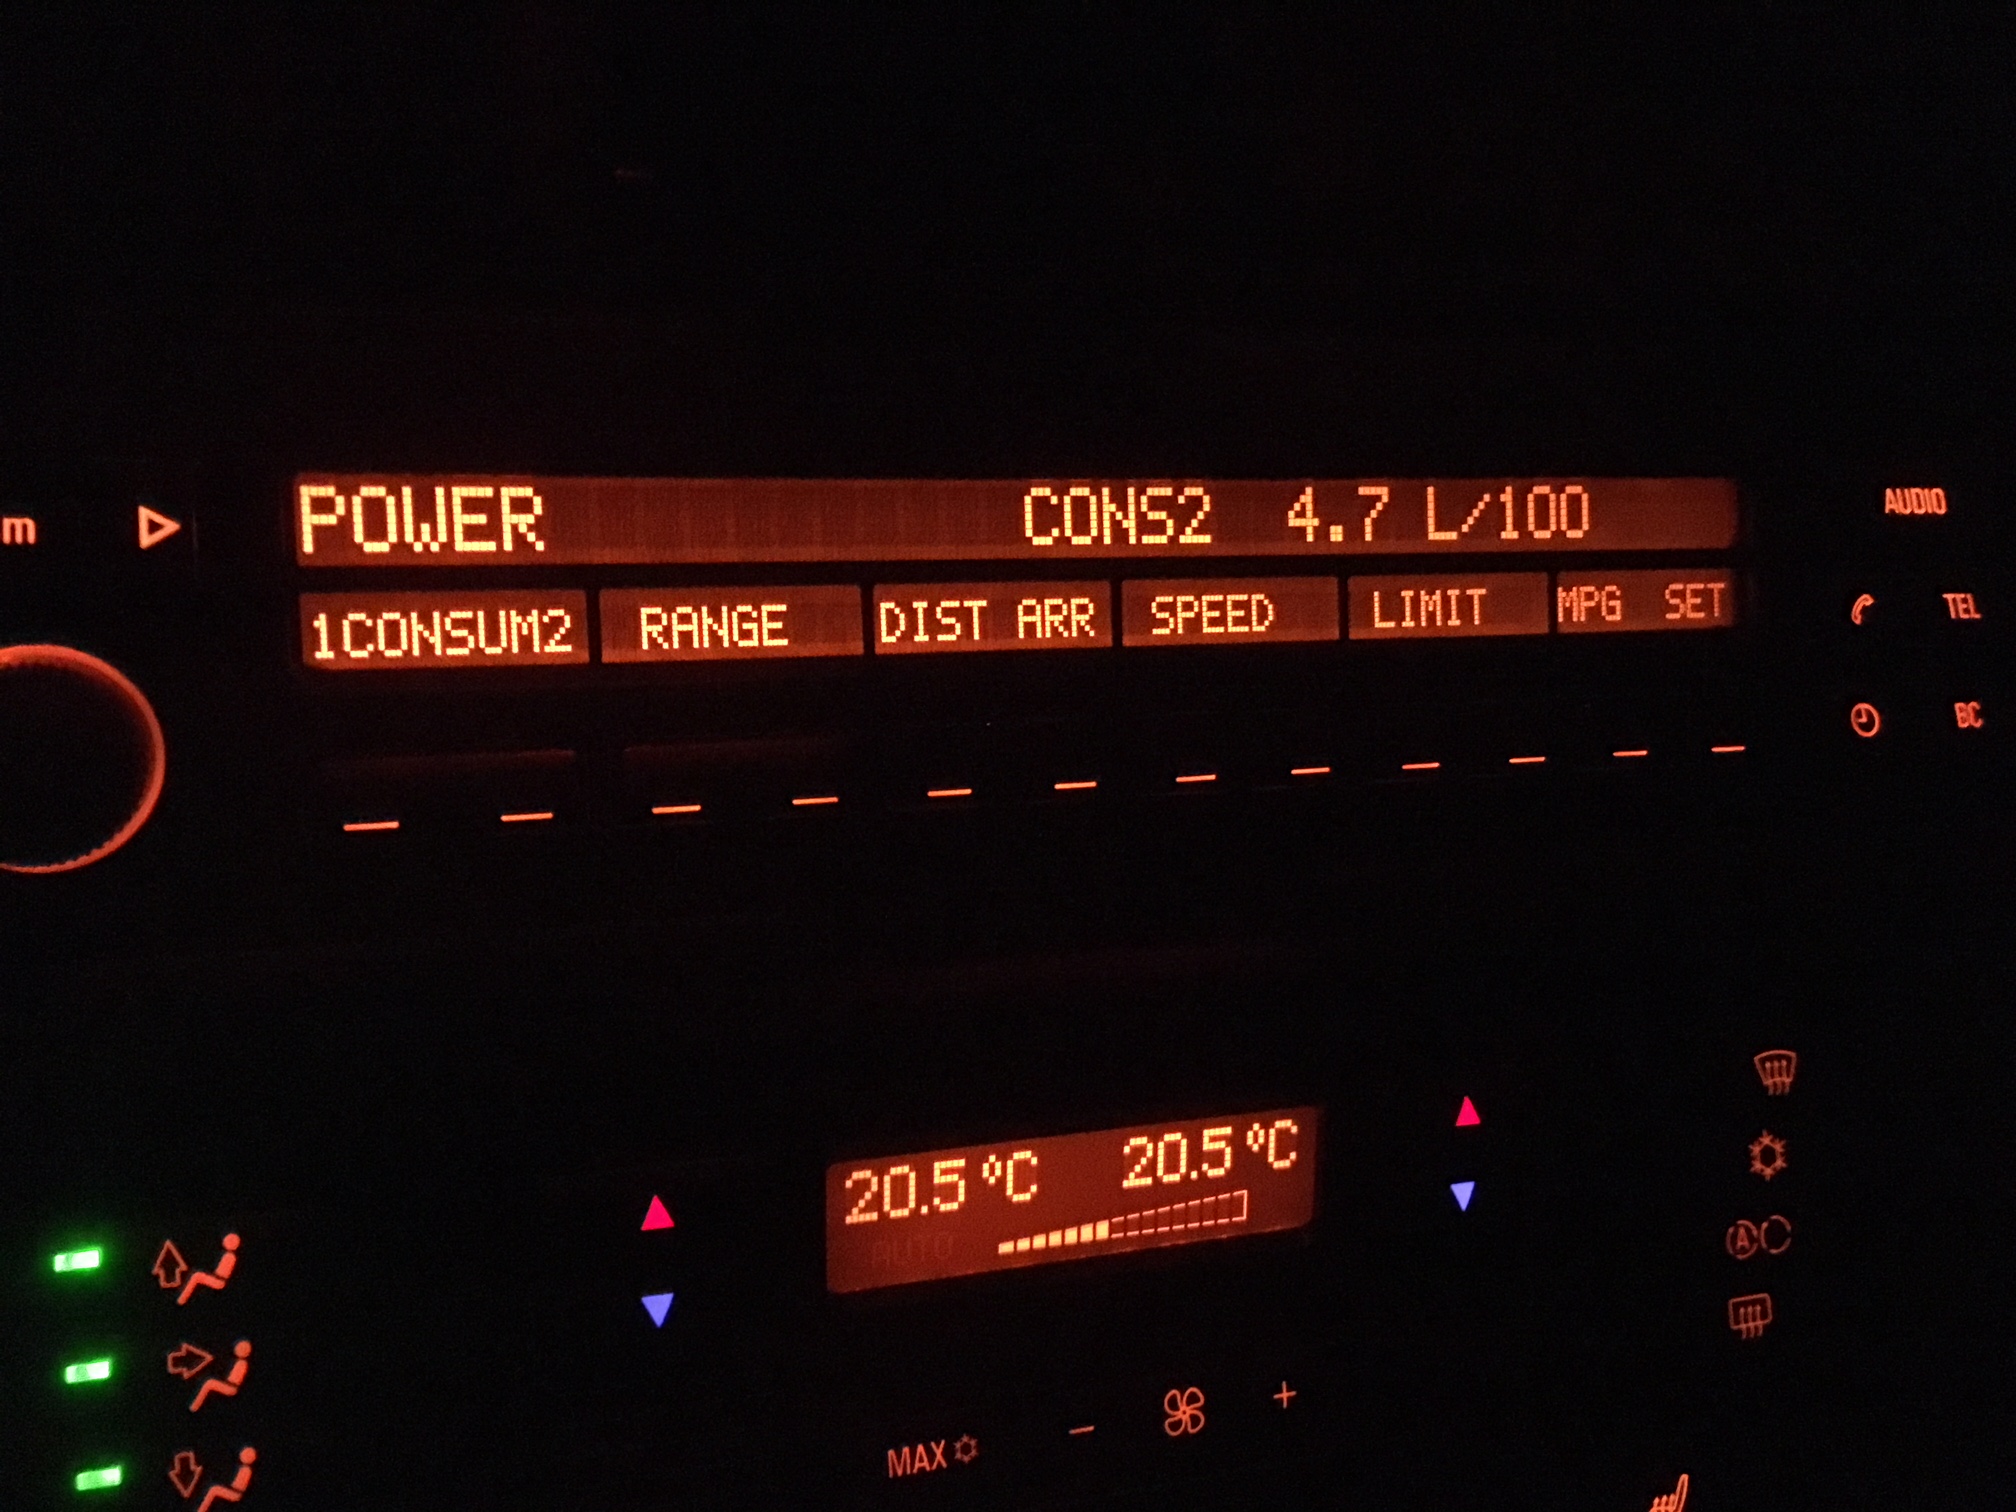 POWER CONS2 4.7 L/100
1CONSUM2 RANGE DIST ARR SPEED LIMIT MPG SET
m
AUDIO
TEL
BC
20.5 °C 20.5 °C
AUTO
A
MAX
- +